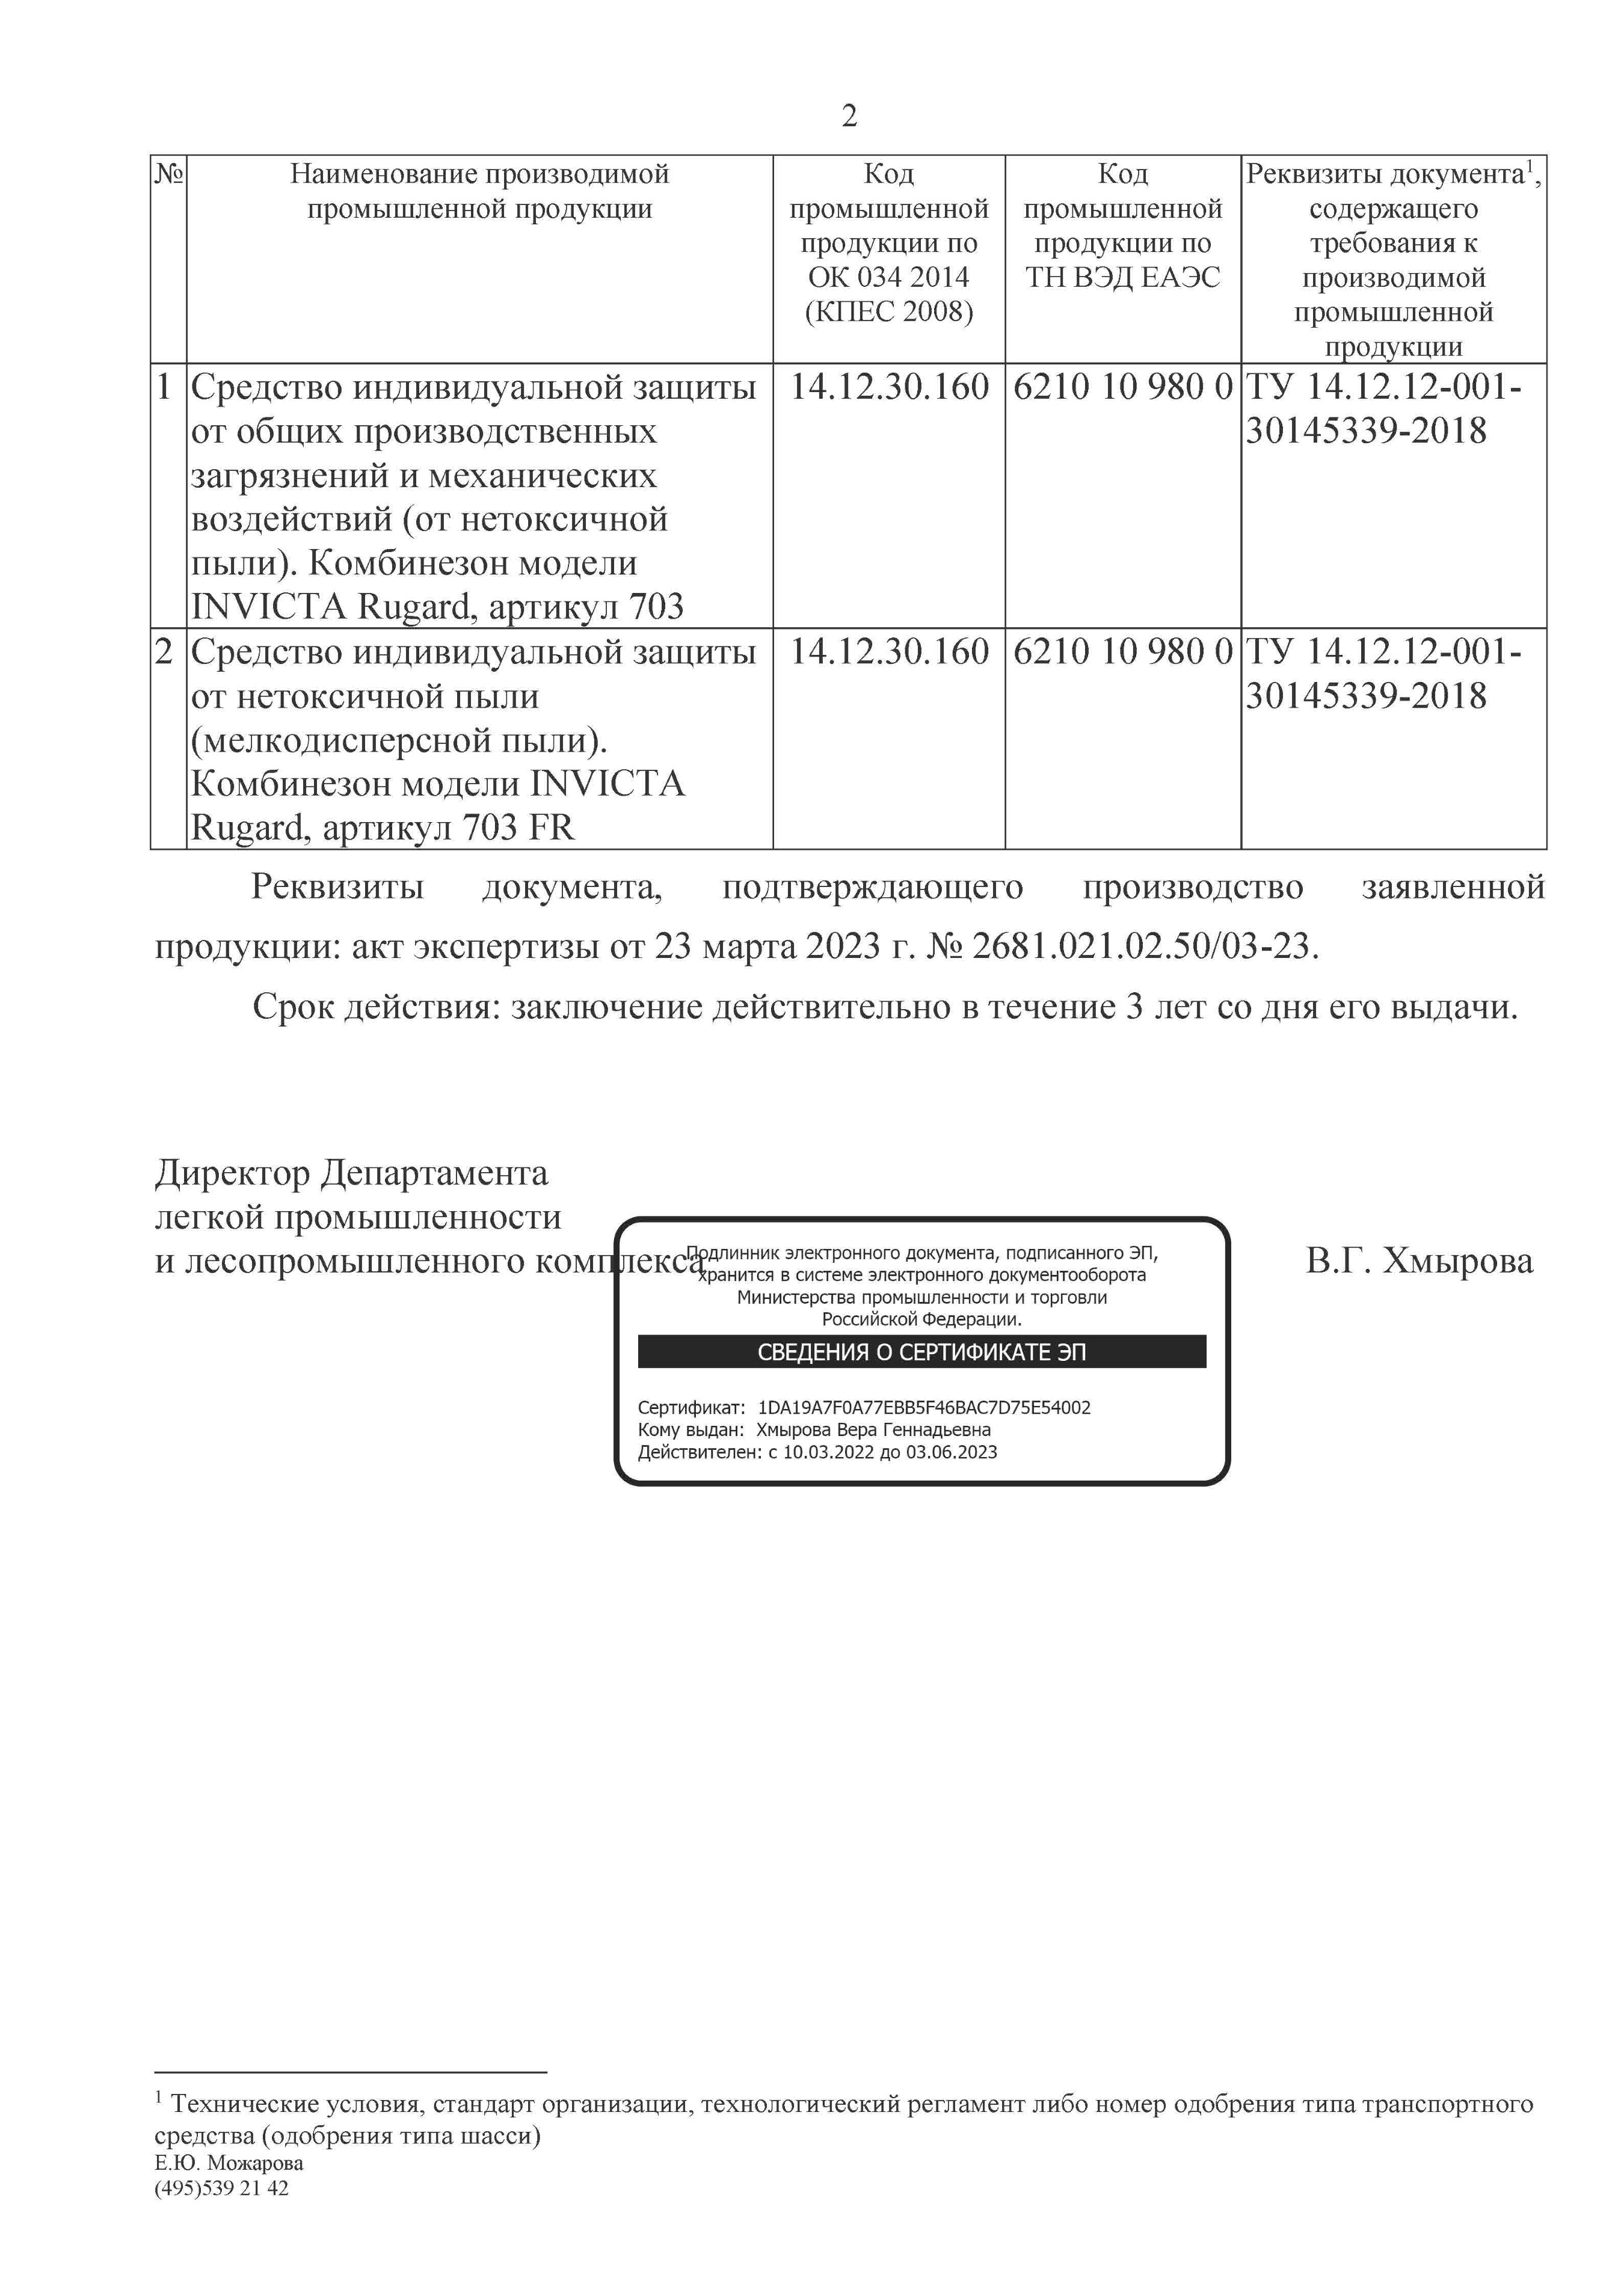 2
№
Наименование производимой
промышленной продукции
Код
промышленной
продукции по
ОК 034 2014
(КПЕС 2008)
Код
промышленной
продукции по
ТН ВЭД ЕАЭС
Реквизиты документа¹,
содержащего
требования к
производимой
промышленной
продукции
1
Средство индивидуальной защиты
от общих производственных
загрязнений и механических
воздействий (от нетоксичной
пыли). Комбинезон модели
INVICTA Rugard, артикул 703
14.12.30.160
6210 10 980 0
ТУ 14.12.12-001-
30145339-2018
2
Средство индивидуальной защиты
от нетоксичной пыли
(мелкодисперсной пыли).
Комбинезон модели INVICTA
Rugard, артикул 703 FR
14.12.30.160
6210 10 980 0
ТУ 14.12.12-001-
30145339-2018
Реквизиты документа, подтверждающего производство заявленной
продукции: акт экспертизы от 23 марта 2023 г. № 2681.021.02.50/03-23.
Срок действия: заключение действительно в течение 3 лет со дня его выдачи.
Директор Департамента
легкой промышленности
и лесопромышленного комплекса
В.Г. Хмырова
Подлинник электронного документа, подписанного ЭП,
хранится в системе электронного документооборота
Министерства промышленности и торговли
Российской Федерации.
СВЕДЕНИЯ О СЕРТИФИКАТЕ ЭП
Сертификат: 1DA19A7F0A77EBB5F46BAC7D75E54002
Кому выдан: Хмырова Вера Геннадьевна
Действителен: с 10.03.2022 до 03.06.2023
¹ Технические условия, стандарт организации, технологический регламент либо номер одобрения типа транспортного
средства (одобрения типа шасси)
Е.Ю. Можарова
(495)539 21 42